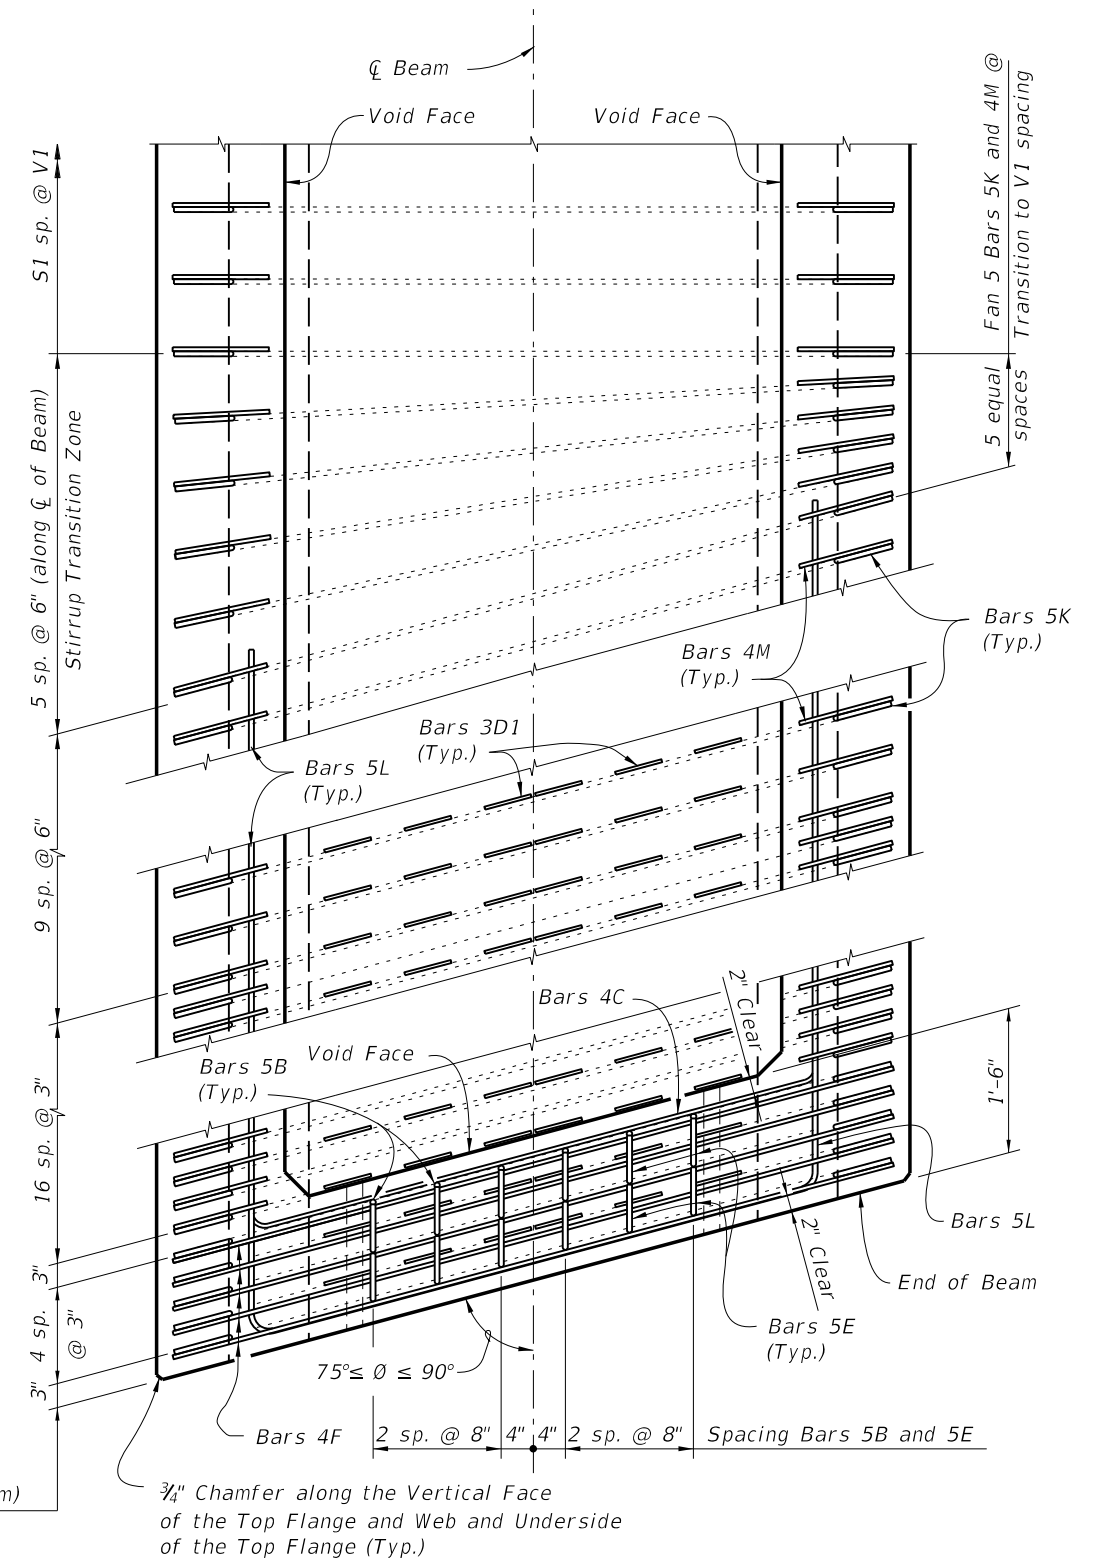 ℄ Beam
Void Face
Void Face
Fan 5 Bars 5K and 4M @
Transition to V1 spacing
S1 sp. @ V1
5 equal
spaces
5 sp. @ 6" (along ℄ of Beam)
Stirrup Transition Zone
Bars 5K
(Typ.)
Bars 4M
(Typ.)
Bars 3D1
(Typ.)
Bars 5L
(Typ.)
9 sp. @ 6"
2" Clear
Bars 4C
Void Face
Bars 5B
(Typ.)
1'-6"
16 sp. @ 3"
Bars 5L
2" Clear
3"
End of Beam
4 sp.
@ 3"
Bars 5E
(Typ.)
75°≤ Ø ≤ 90°
3"
Bars 4F
2 sp. @ 8"
4"
4"
2 sp. @ 8"
Spacing Bars 5B and 5E
¾" Chamfer along the Vertical Face
of the Top Flange and Web and Underside
of the Top Flange (Typ.)
m)